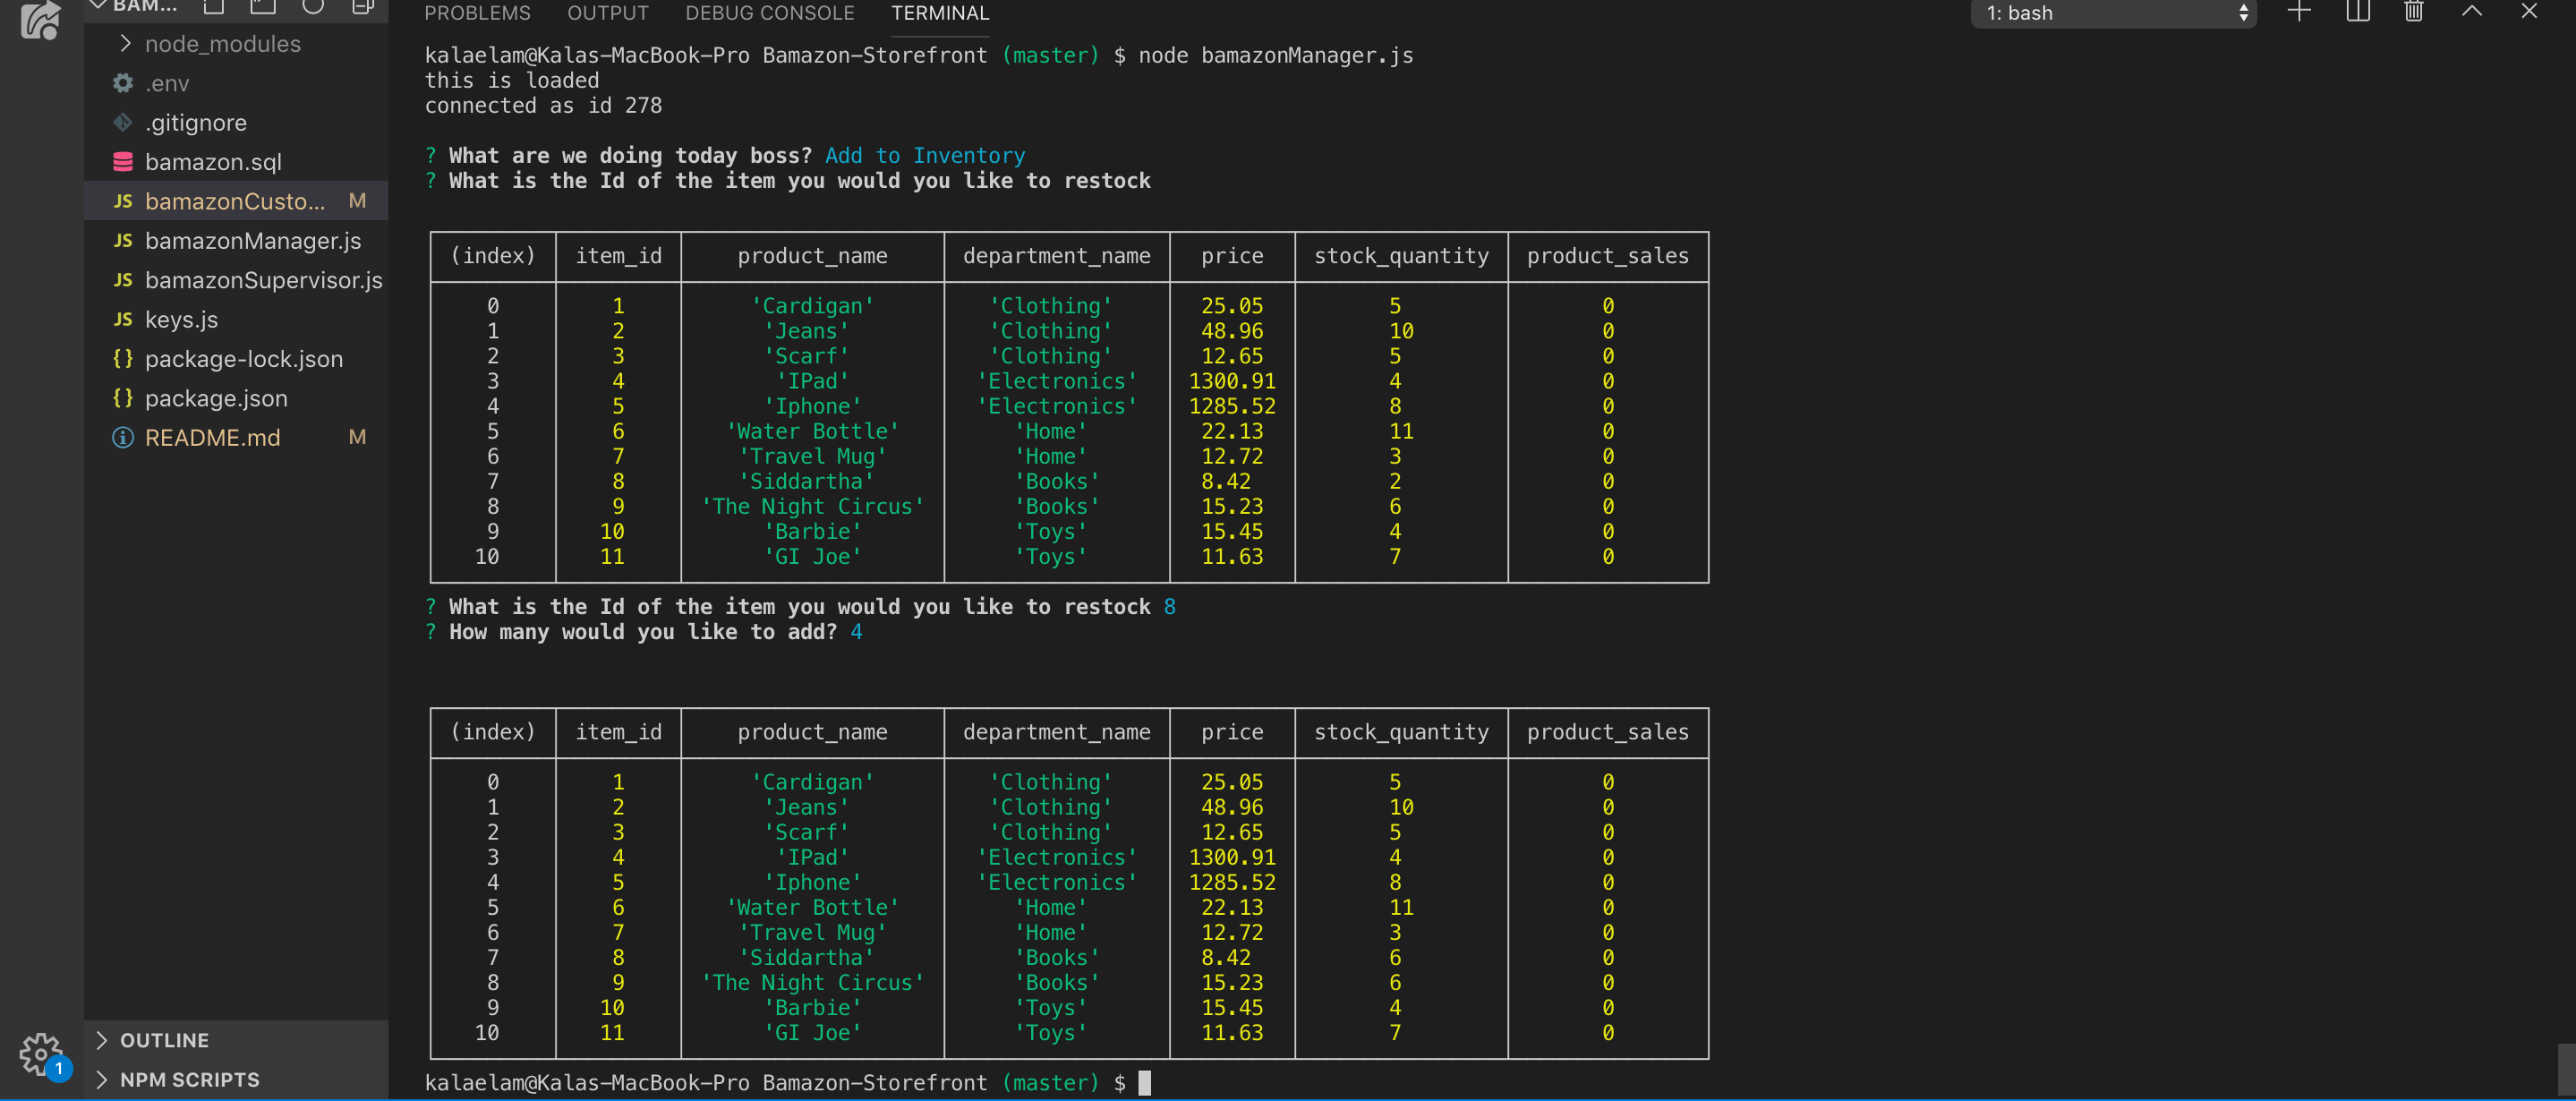 BAM...
node_modules
.env
.gitignore
bamazon.sql
JS bamazonCusto... M
JS bamazonManager.js
JS bamazonSupervisor.js
JS keys.js
{} package-lock.json
{} package.json
README.md M
OUTLINE
NPM SCRIPTS
1
PROBLEMS OUTPUT DEBUG CONSOLE TERMINAL 1: bash
kalaelam@Kalas-MacBook-Pro Bamazon-Storefront (master) $ node bamazonManager.js
this is loaded
connected as id 278
? What are we doing today boss? Add to Inventory
? What is the Id of the item you would you like to restock
(index) item_id product_name department_name price stock_quantity product_sales
0 1 'Cardigan' 'Clothing' 25.05 5 0
1 2 'Jeans' 'Clothing' 48.96 10 0
2 3 'Scarf' 'Clothing' 12.65 5 0
3 4 'IPad' 'Electronics' 1300.91 4 0
4 5 'Iphone' 'Electronics' 1285.52 8 0
5 6 'Water Bottle' 'Home' 22.13 11 0
6 7 'Travel Mug' 'Home' 12.72 3 0
7 8 'Siddartha' 'Books' 8.42 2 0
8 9 'The Night Circus' 'Books' 15.23 6 0
9 10 'Barbie' 'Toys' 15.45 4 0
10 11 'GI Joe' 'Toys' 11.63 7 0
? What is the Id of the item you would you like to restock 8
? How many would you like to add? 4
(index) item_id product_name department_name price stock_quantity product_sales
0 1 'Cardigan' 'Clothing' 25.05 5 0
1 2 'Jeans' 'Clothing' 48.96 10 0
2 3 'Scarf' 'Clothing' 12.65 5 0
3 4 'IPad' 'Electronics' 1300.91 4 0
4 5 'Iphone' 'Electronics' 1285.52 8 0
5 6 'Water Bottle' 'Home' 22.13 11 0
6 7 'Travel Mug' 'Home' 12.72 3 0
7 8 'Siddartha' 'Books' 8.42 6 0
8 9 'The Night Circus' 'Books' 15.23 6 0
9 10 'Barbie' 'Toys' 15.45 4 0
10 11 'GI Joe' 'Toys' 11.63 7 0
kalaelam@Kalas-MacBook-Pro Bamazon-Storefront (master) $